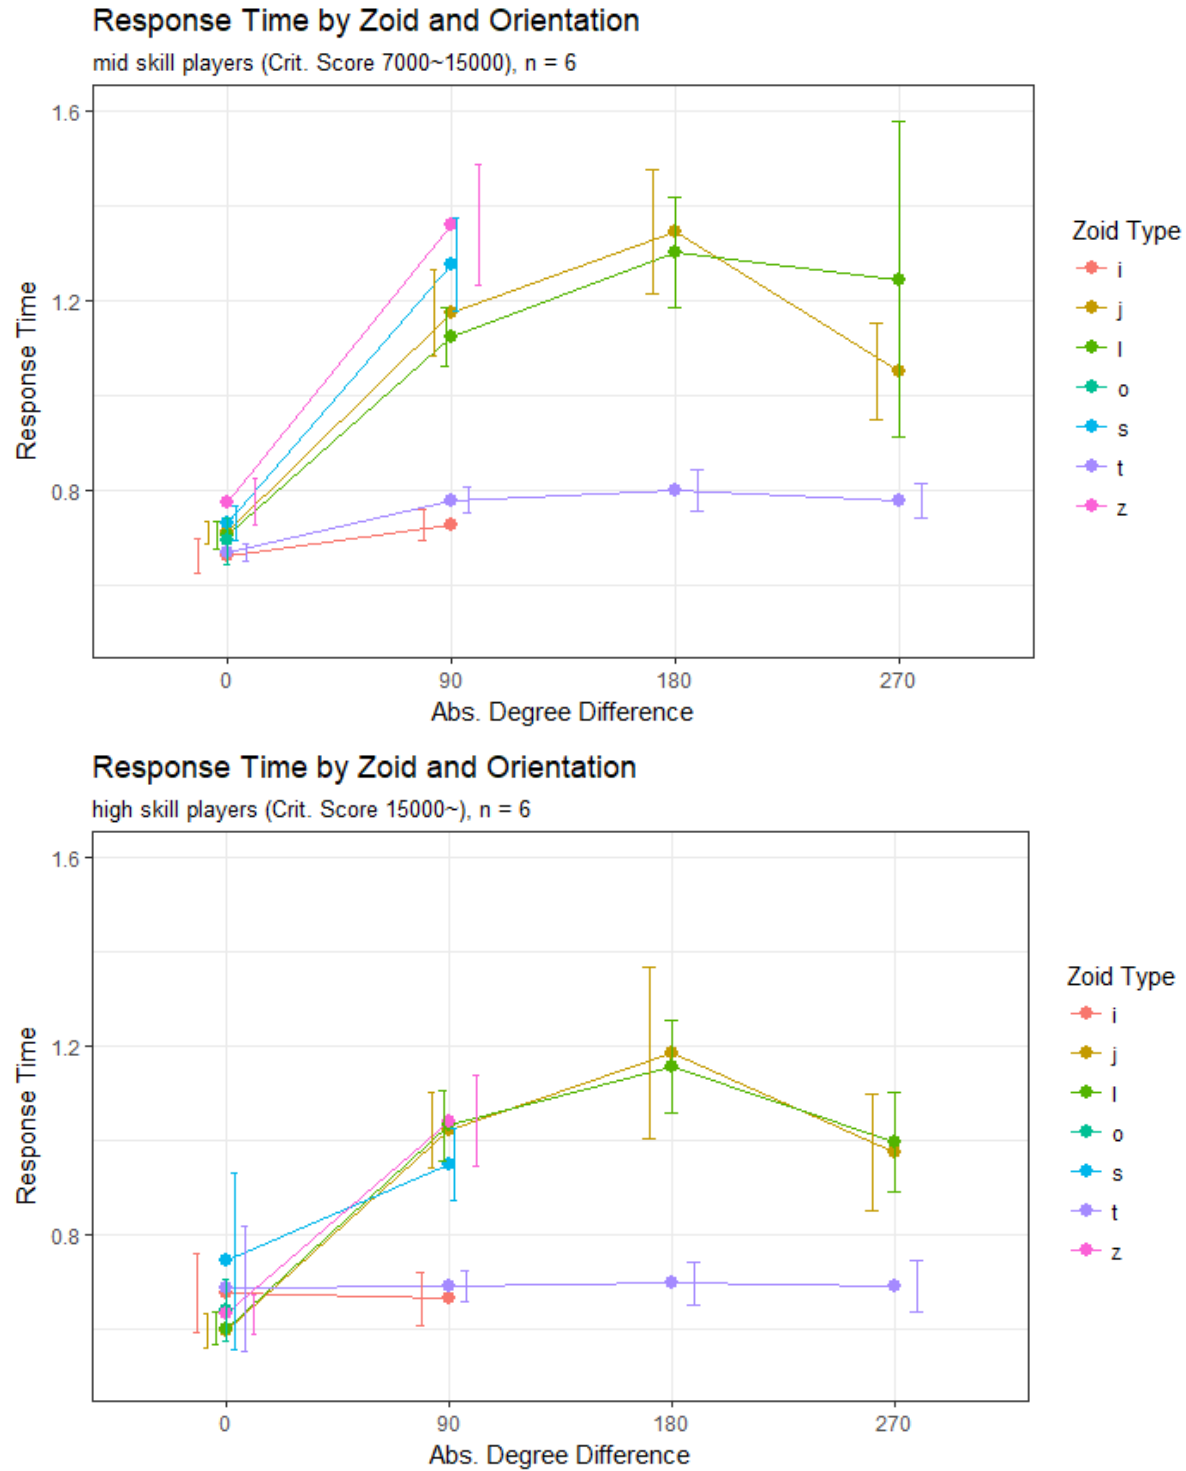 Response Time by Zoid and Orientation
mid skill players (Crit. Score 7000~15000), n = 6
1.6
1.2
0.8
Response Time
0 90 180 270
Abs. Degree Difference
Zoid Type
i
j
l
o
s
t
z
Response Time by Zoid and Orientation
high skill players (Crit. Score 15000~), n = 6
1.6
1.2
0.8
Response Time
0 90 180 270
Abs. Degree Difference
Zoid Type
i
j
l
o
s
t
z